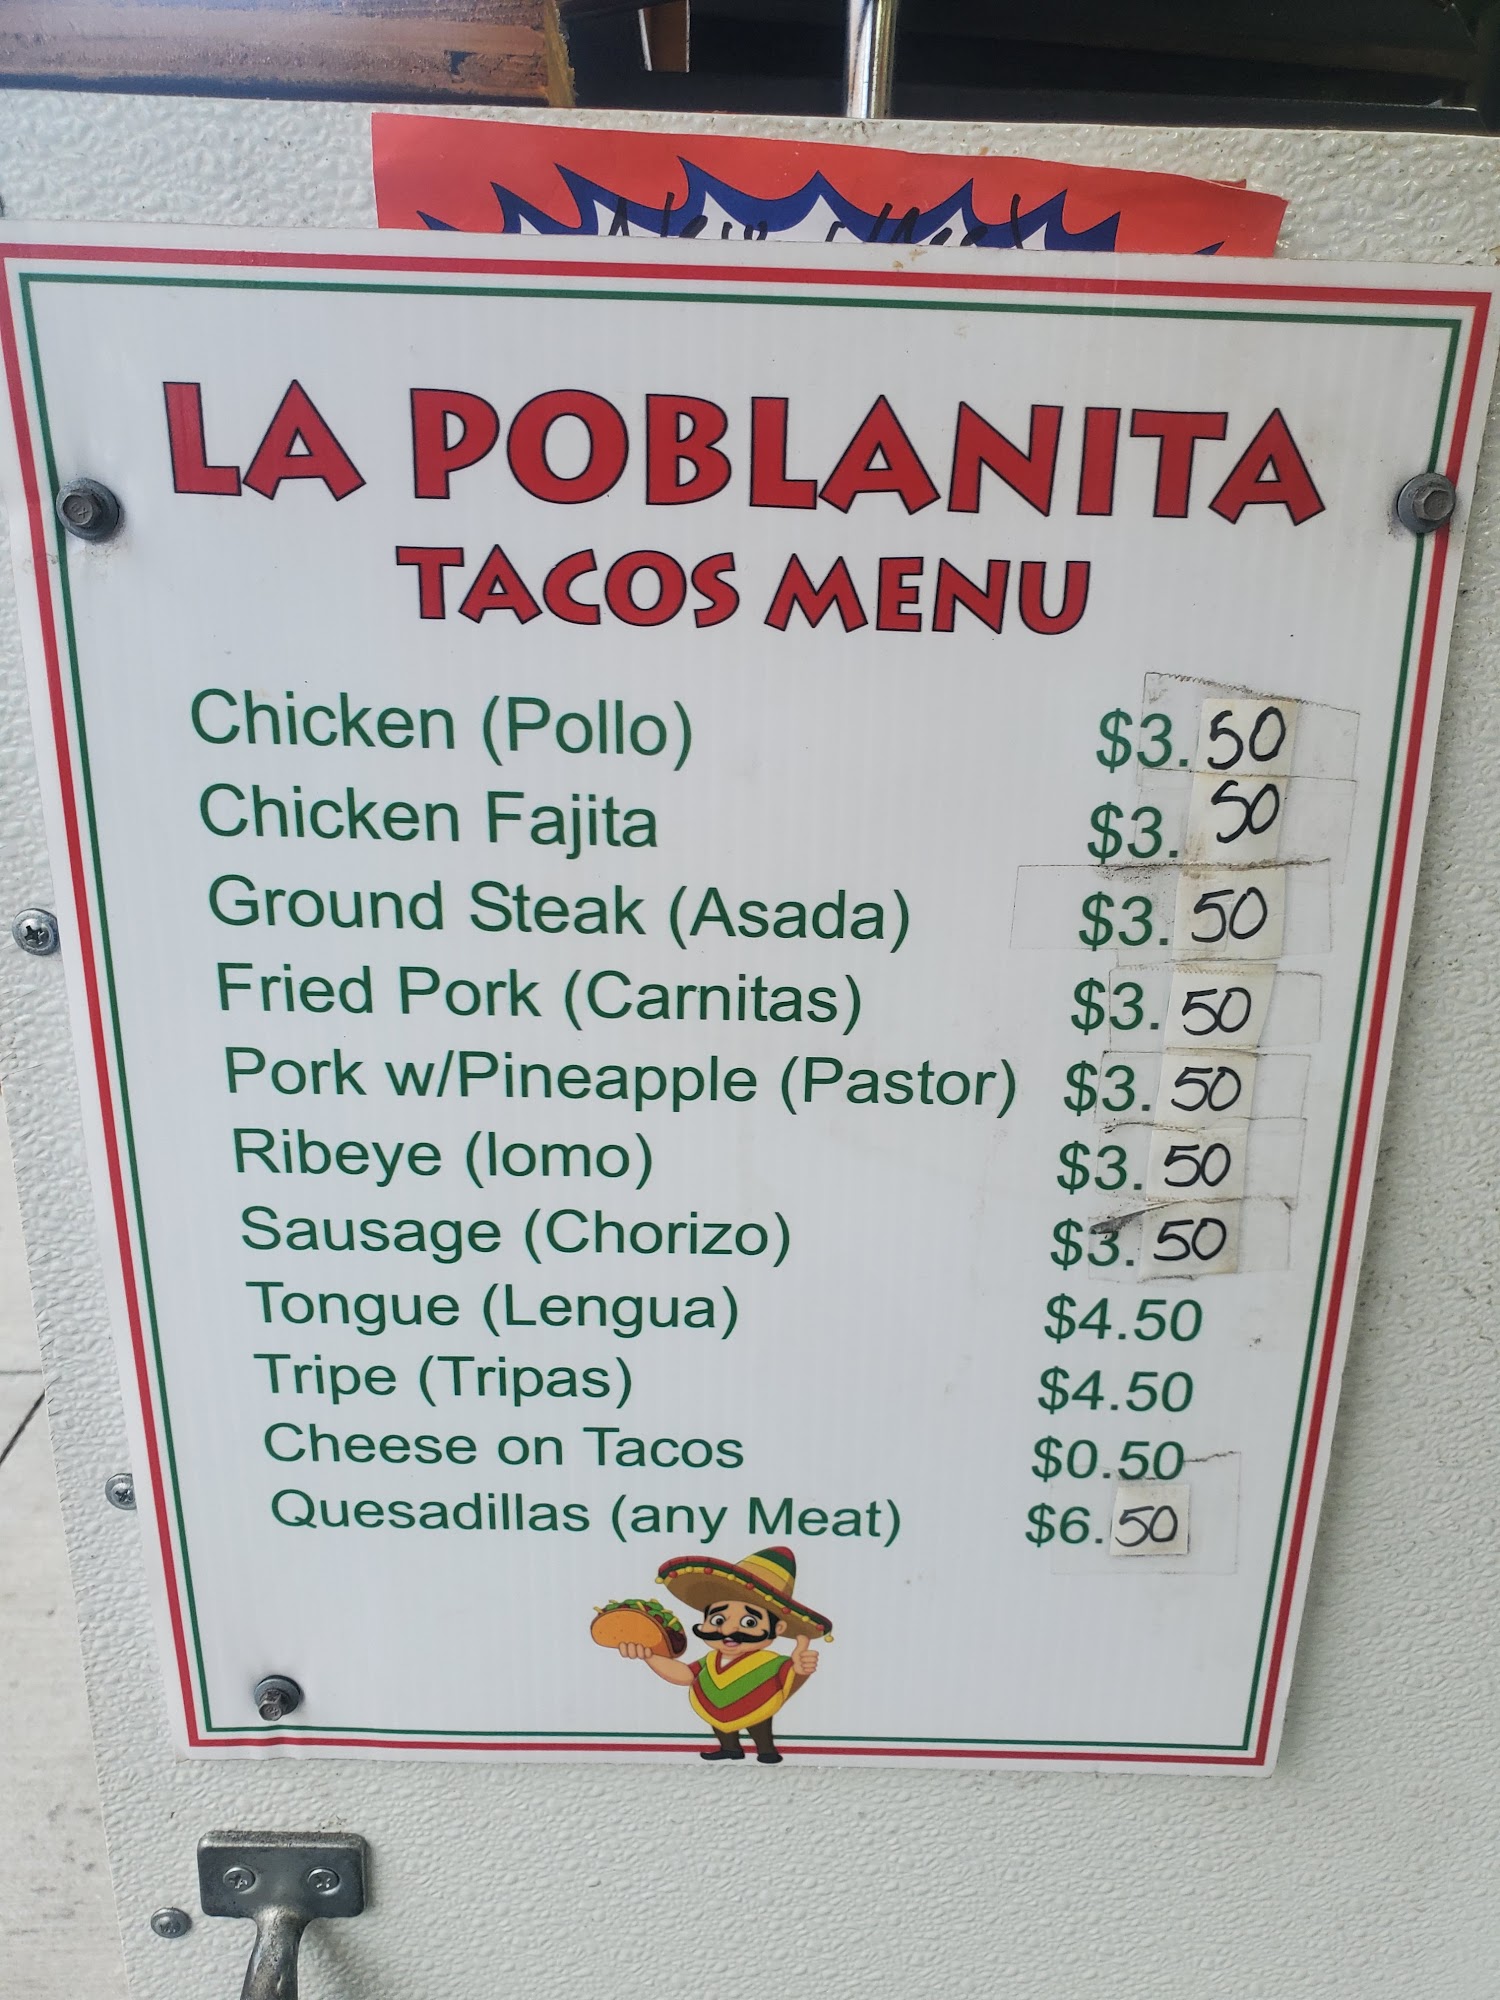 LA POBLANITA
TACOS MENU
Chicken (Pollo) $3.50
Chicken Fajita $3.50
Ground Steak (Asada) $3.50
Fried Pork (Carnitas) $3.50
Pork w/Pineapple (Pastor) $3.50
Ribeye (lomo) $3.50
Sausage (Chorizo) $3.50
Tongue (Lengua) $4.50
Tripe (Tripas) $4.50
Cheese on Tacos $0.50
Quesadillas (any Meat) $6.50